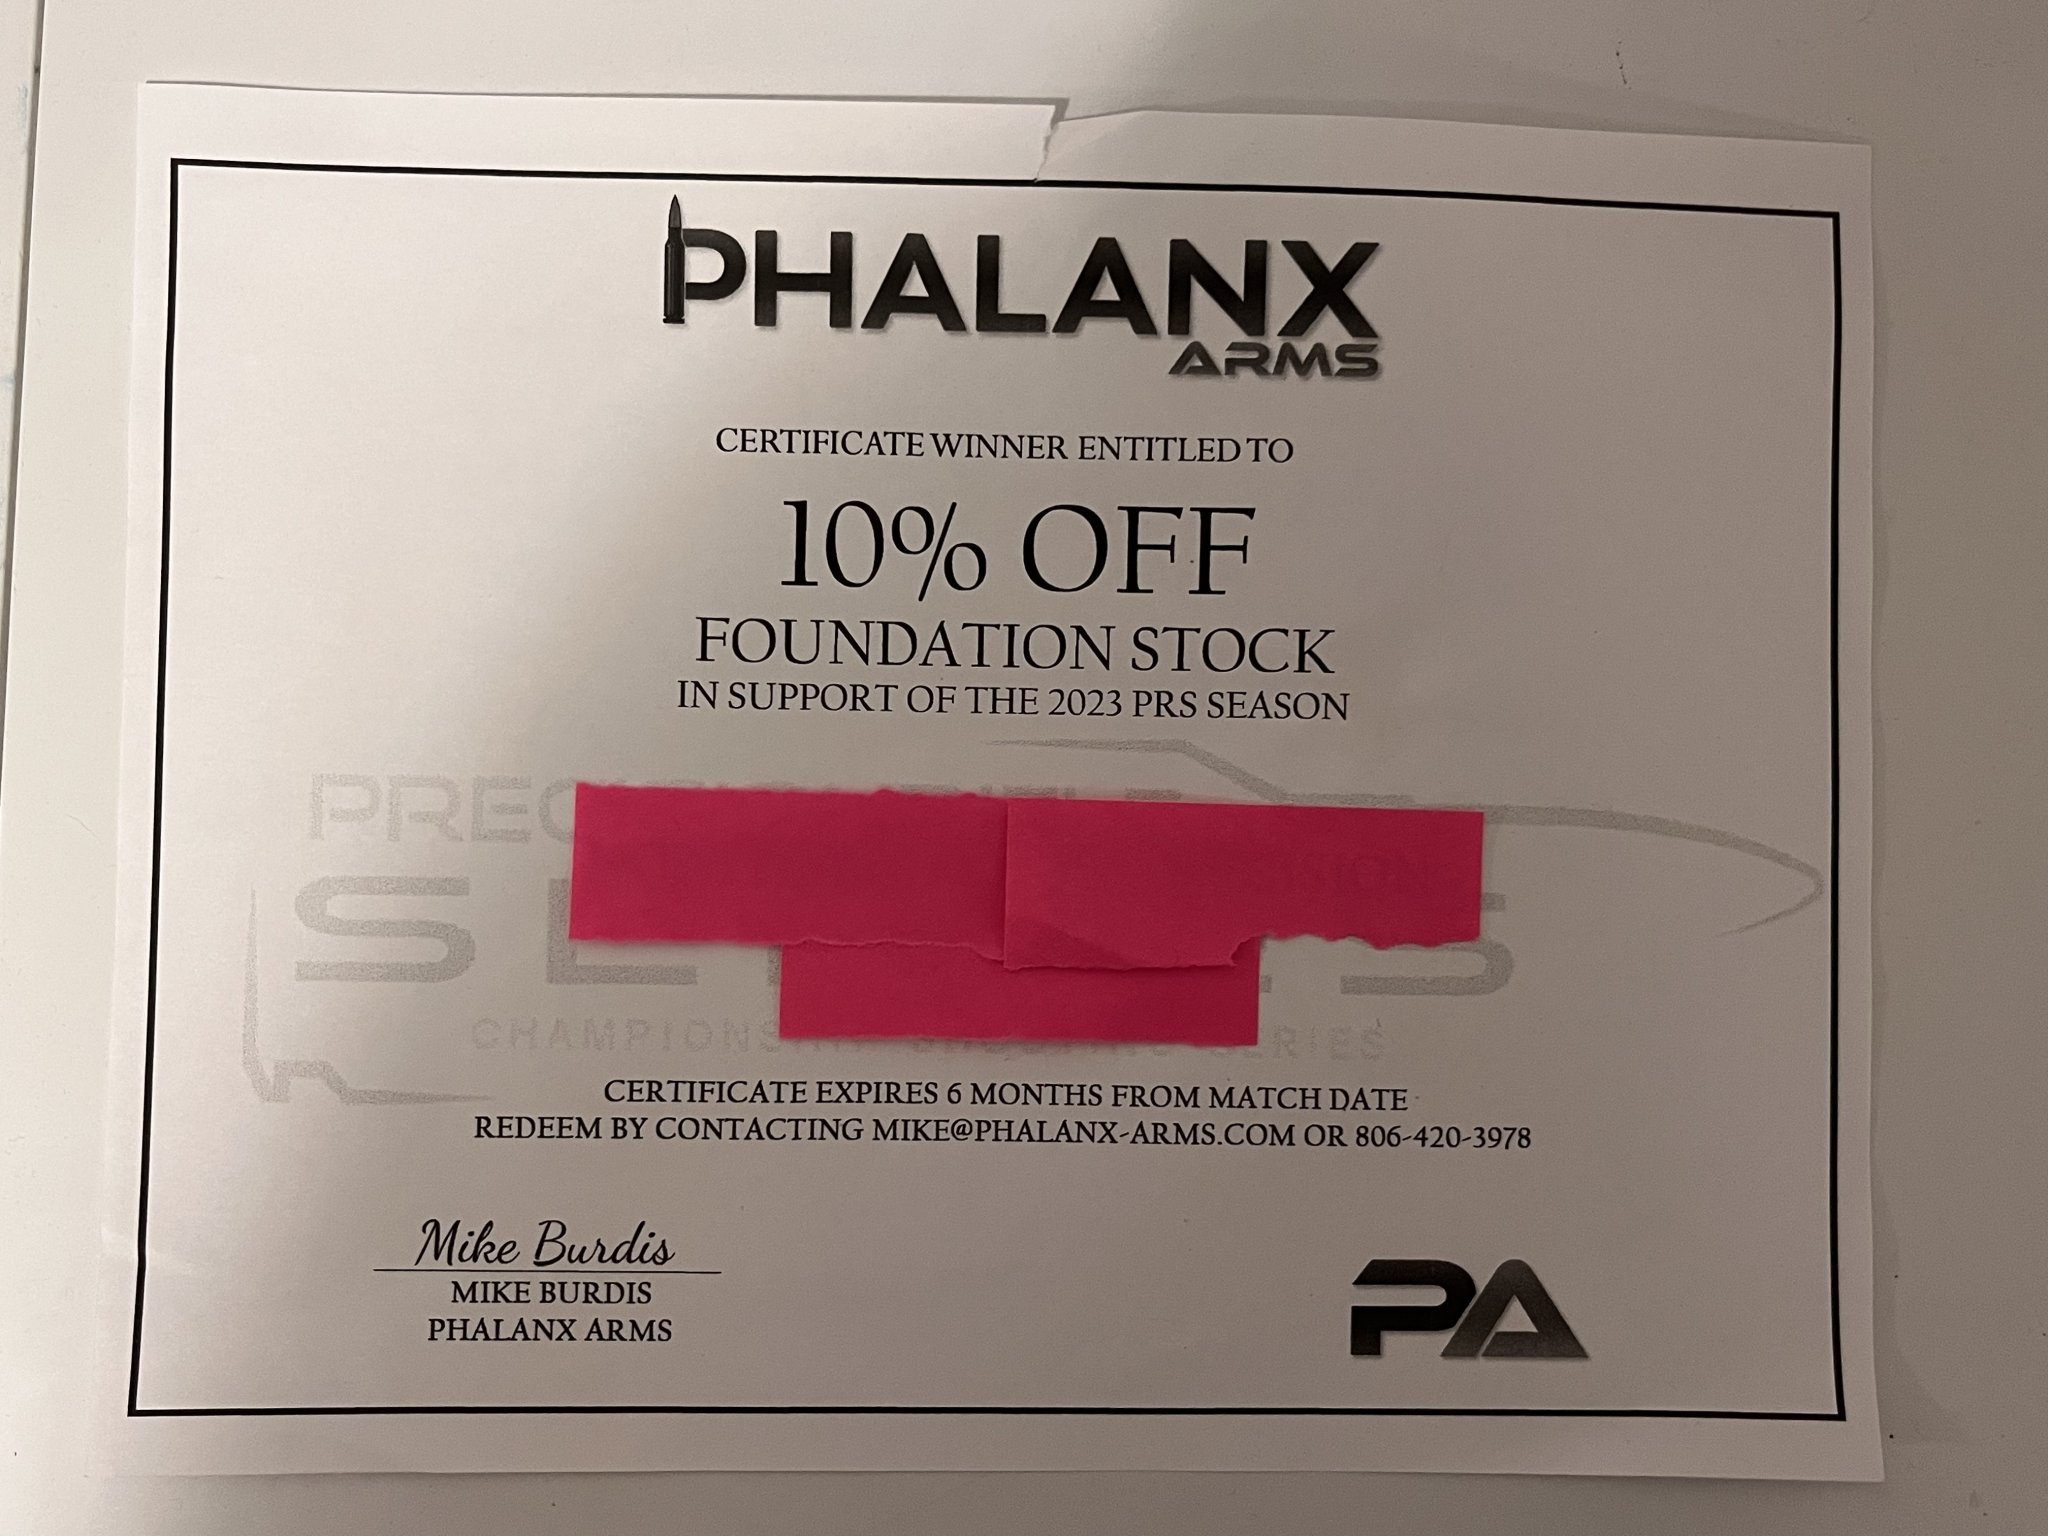 PHALANX
ARMS
CERTIFICATE WINNER ENTITLED TO
10% OFF
FOUNDATION STOCK
IN SUPPORT OF THE 2023 PRS SEASON
CERTIFICATE EXPIRES 6 MONTHS FROM MATCH DATE
REDEEM BY CONTACTING MIKE@PHALANX-ARMS.COM OR 806-420-3978
Mike Burdis
MIKE BURDIS
PHALANX ARMS
PA